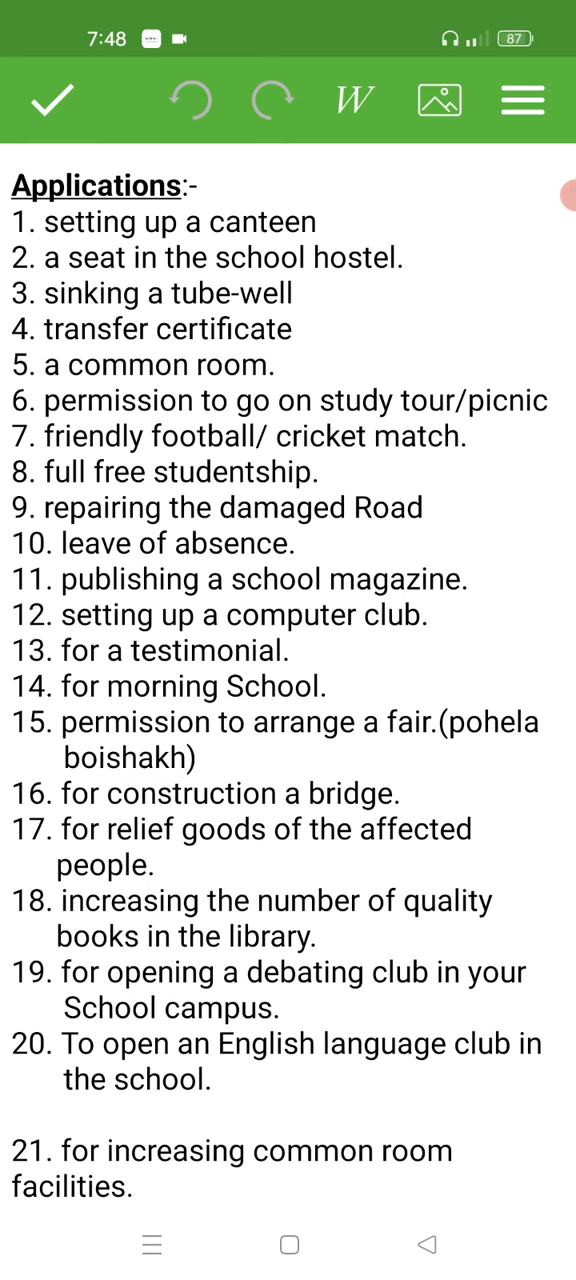 7:48
87
W
Applications:-
1. setting up a canteen
2. a seat in the school hostel.
3. sinking a tube-well
4. transfer certificate
5. a common room.
6. permission to go on study tour/picnic
7. friendly football/ cricket match.
8. full free studentship.
9. repairing the damaged Road
10. leave of absence.
11. publishing a school magazine.
12. setting up a computer club.
13. for a testimonial.
14. for morning School.
15. permission to arrange a fair.(pohela
boishakh)
16. for construction a bridge.
17. for relief goods of the affected
people.
18. increasing the number of quality
books in the library.
19. for opening a debating club in your
School campus.
20. To open an English language club in
the school.
21. for increasing common room
facilities.